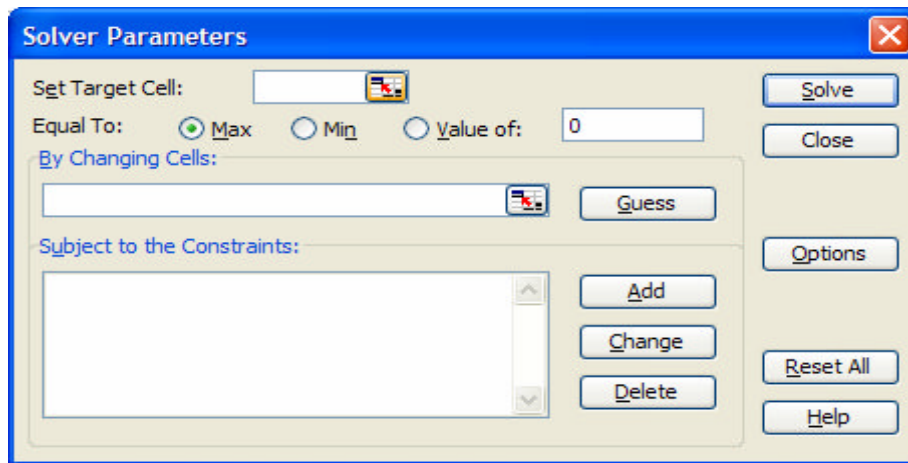 Solver Parameters
Set Target Cell:
Solve
Equal To: Max Min Value of: 0
Close
By Changing Cells:
Guess
Subject to the Constraints:
Options
Add
Change
Reset All
Delete
Help